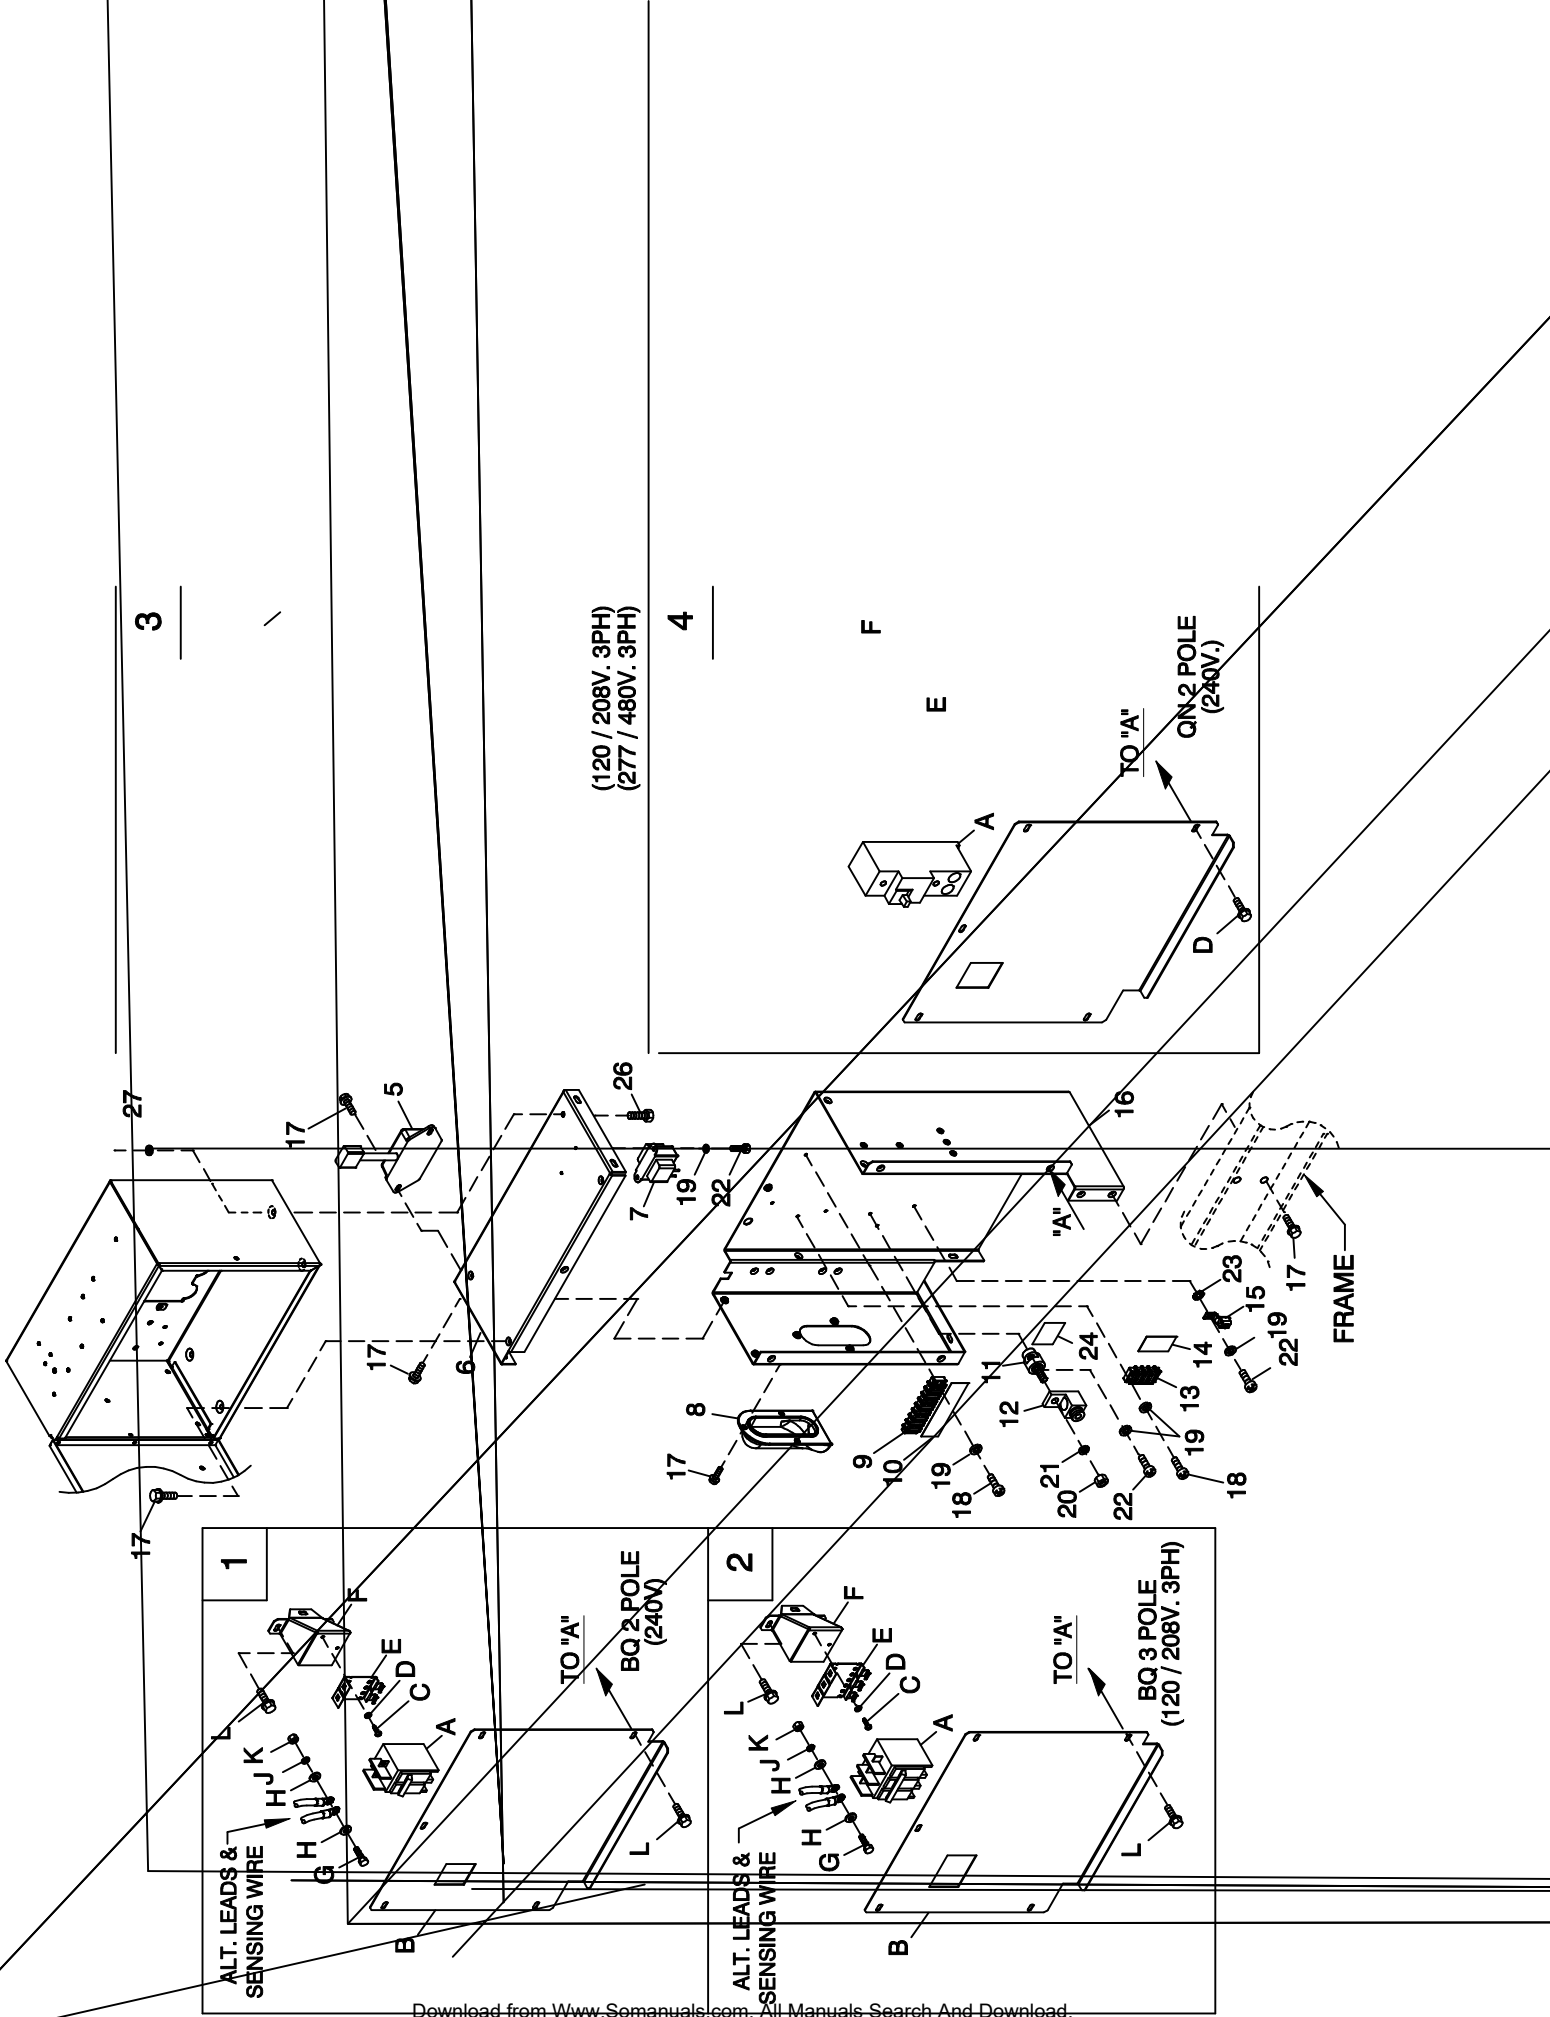 3
(120 / 208V. 3PH)
(277 / 480V. 3PH)
4
F
E
A
TO "A"
QN 2 POLE
(240V.)
D
27
17
5
26
17
6
7
19
22
17
8
17
"A"
16
FRAME
17
9
10
19
18
11
12
24
21
20
22
19
13
14
18
23
15
19
22
1
ALT. LEADS &
SENSING WIRE
L
K
J
H
H
G
F
E
D
C
A
B
L
TO "A"
BQ 2 POLE
(240V)
2
ALT. LEADS &
SENSING WIRE
L
K
J
H
H
G
F
E
D
C
A
B
L
TO "A"
BQ 3 POLE
(120 / 208V. 3PH)
Download from Www.Somanuals.com. All Manuals Search And Download.